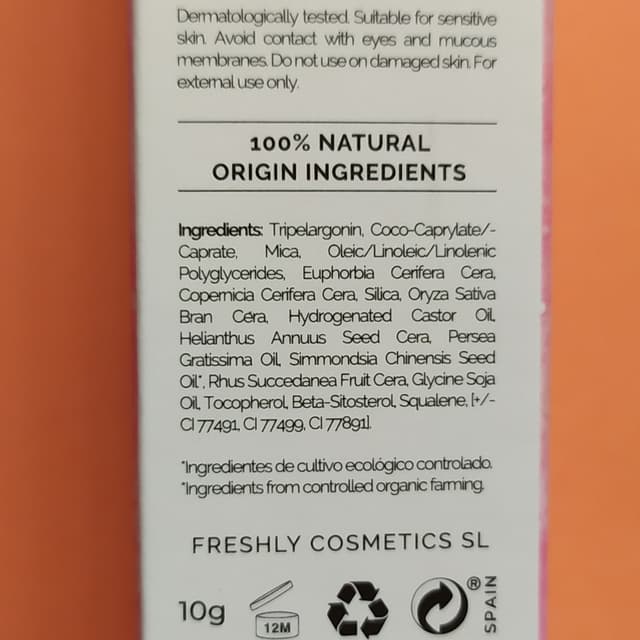 Dermatologically tested. Suitable for sensitive
skin. Avoid contact with eyes and mucous
membranes. Do not use on damaged skin. For
external use only.
100% NATURAL
ORIGIN INGREDIENTS
Ingredients: Tripelargonin, Coco-Caprylate/-
Caprate, Mica, Oleic/Linoleic/Linolenic
Polyglycerides, Euphorbia Cerifera Cera,
Copernicia Cerifera Cera, Silica, Oryza Sativa
Bran Cera, Hydrogenated Castor Oil,
Helianthus Annuus Seed Cera, Persea
Gratissima Oil, Simmondsia Chinensis Seed
Oil*, Rhus Succedanea Fruit Cera, Glycine Soja
Oil, Tocopherol, Beta-Sitosterol, Squalene, [+/-
CI 77491, CI 77499, CI 77891].
*Ingredientes de cultivo ecológico controlado.
*Ingredients from controlled organic farming.
FRESHLY COSMETICS SL
10g
12M
®
SPAIN